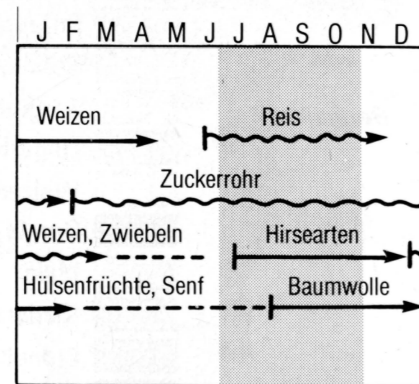 J F M A M J J A S O N D
Weizen Reis
Zuckerrohr
Weizen, Zwiebeln Hirsearten
Hülsenfrüchte, Senf Baumwolle